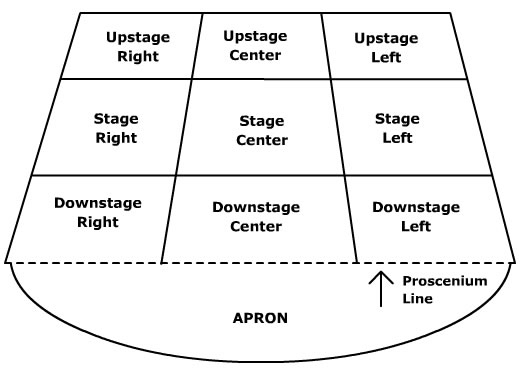 Upstage
Right
Upstage
Center
Upstage
Left
Stage
Right
Stage
Center
Stage
Left
Downstage
Right
Downstage
Center
Downstage
Left
Proscenium
Line
APRON